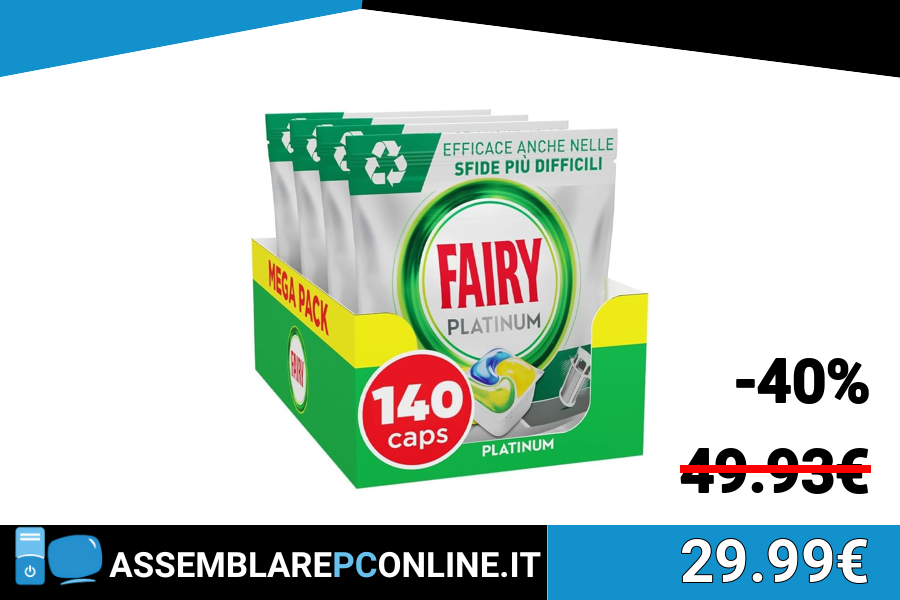 EFFICACE ANCHE NELLE
SFIDE PIÙ DIFFICILI
FAIRY
PLATINUM
MEGA PACK
FAIRY
140
caps
PLATINUM
-40%
49.93€
ASSEMBLAREPCONLINE.IT
29.99€